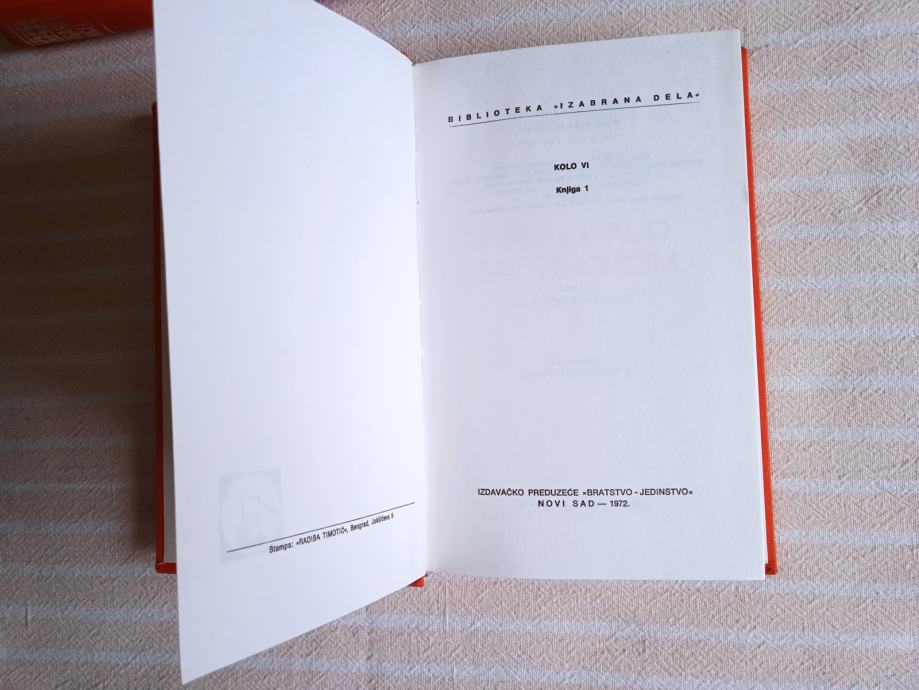 Štampa: »RADIŠA TIMOTIĆ«, Beograd, Jakšićeva 9
BIBLIOTEKA »IZABRANA DELA«
KOLO VI
Knjiga 1
IZDAVAČKO PREDUZEĆE »BRATSTVO-JEDINSTVO«
NOVI SAD — 1972.